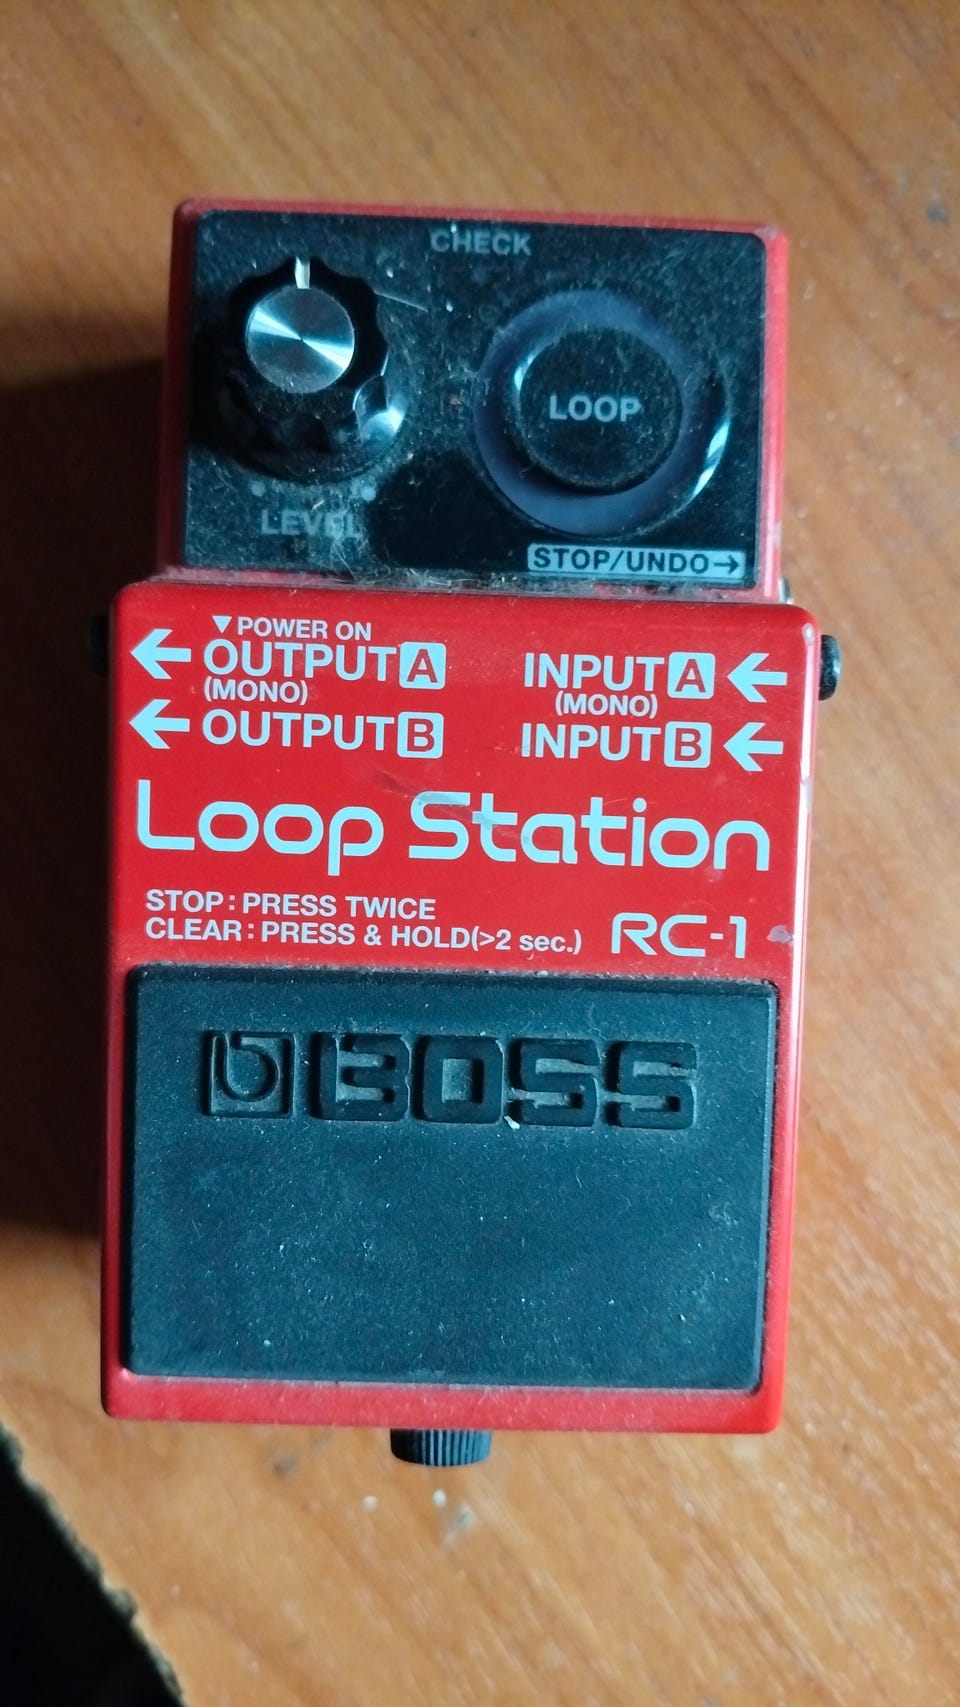 CHECK
LOOP
LEVEL
STOP/UNDO→
▼POWER ON
←OUTPUT A
(MONO)
←OUTPUT B
INPUT A←
(MONO)
INPUT B←
Loop Station
STOP:PRESS TWICE
CLEAR:PRESS & HOLD(>2 sec.)
RC-1
BOSS